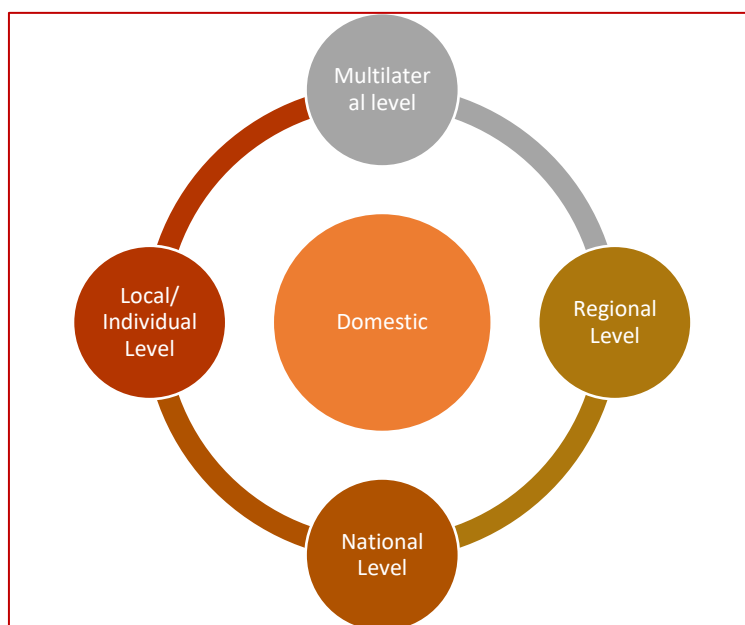 Multilater
al level
Local/
Individual
Level
Domestic
Regional
Level
National
Level